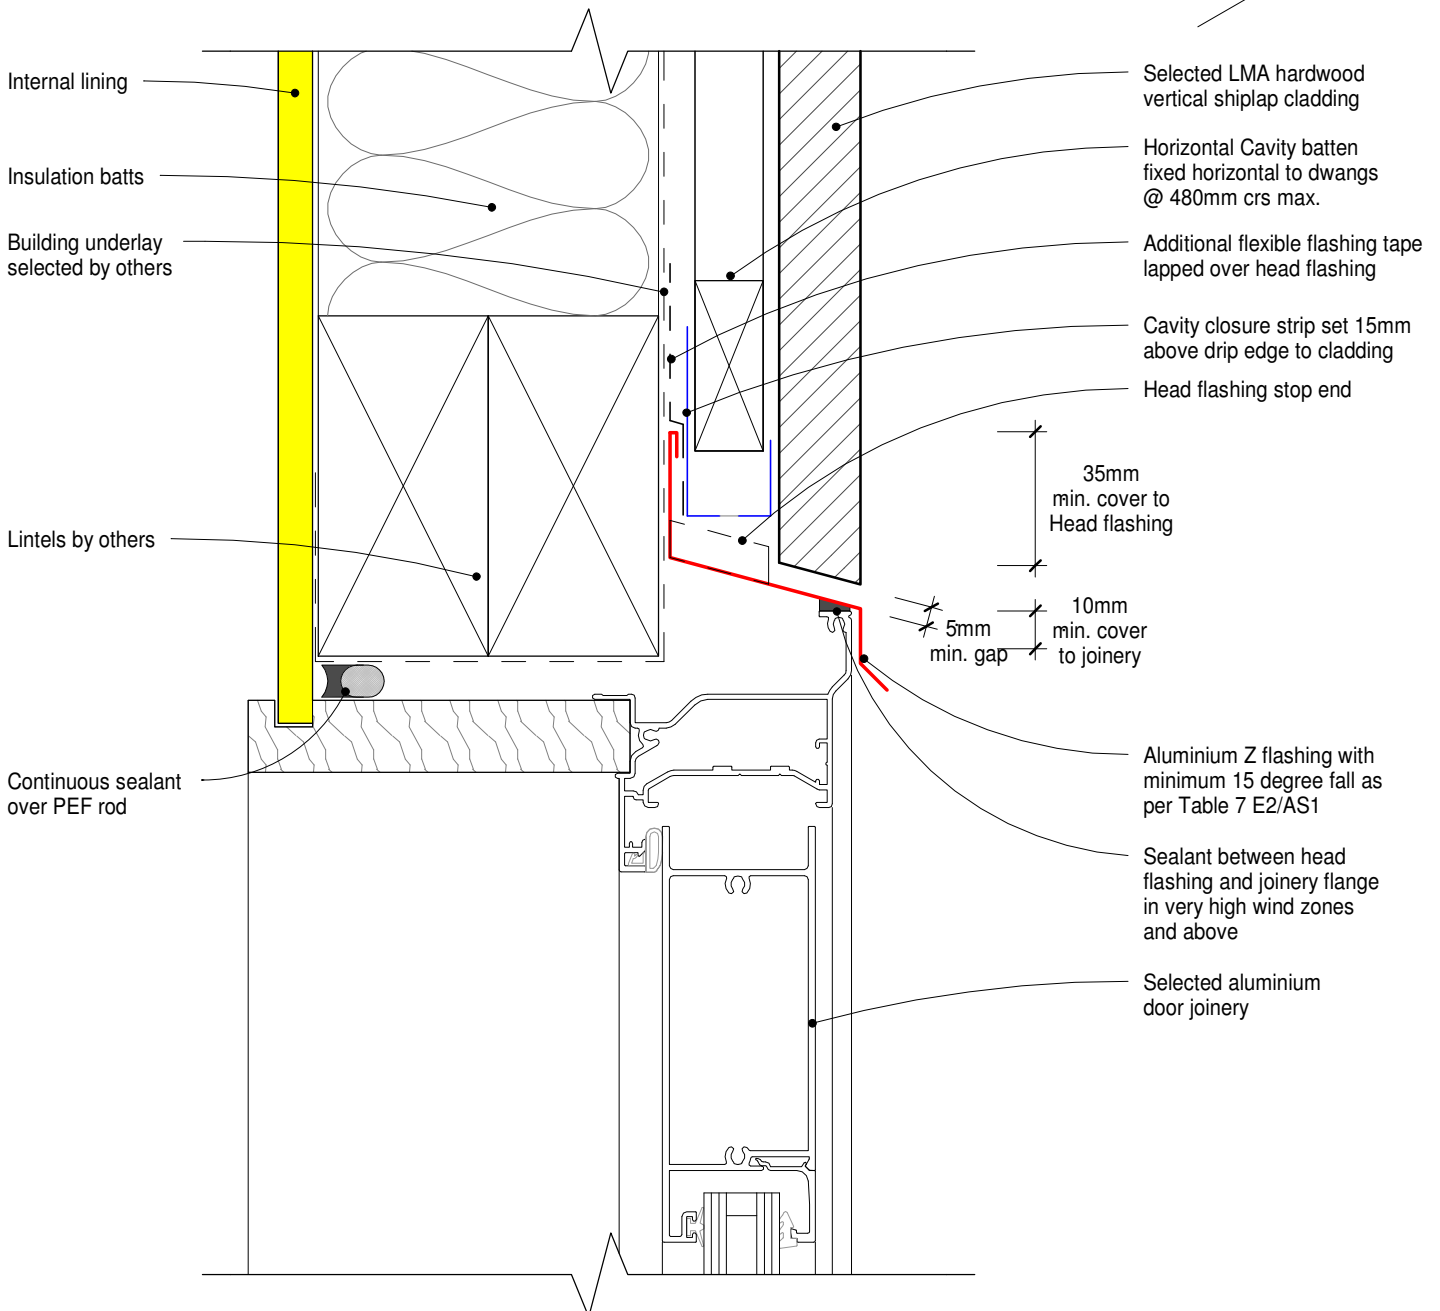 Internal lining
Insulation batts
Building underlay
selected by others
Lintels by others
Continuous sealant
over PEF rod
Selected LMA hardwood
vertical shiplap cladding
Horizontal Cavity batten
fixed horizontal to dwangs
@ 480mm crs max.
Additional flexible flashing tape
lapped over head flashing
Cavity closure strip set 15mm
above drip edge to cladding
Head flashing stop end
35mm
min. cover to
Head flashing
10mm
min. cover
to joinery
5mm
min. gap
Aluminium Z flashing with
minimum 15 degree fall as
per Table 7 E2/AS1
Sealant between head
flashing and joinery flange
in very high wind zones
and above
Selected aluminium
door joinery